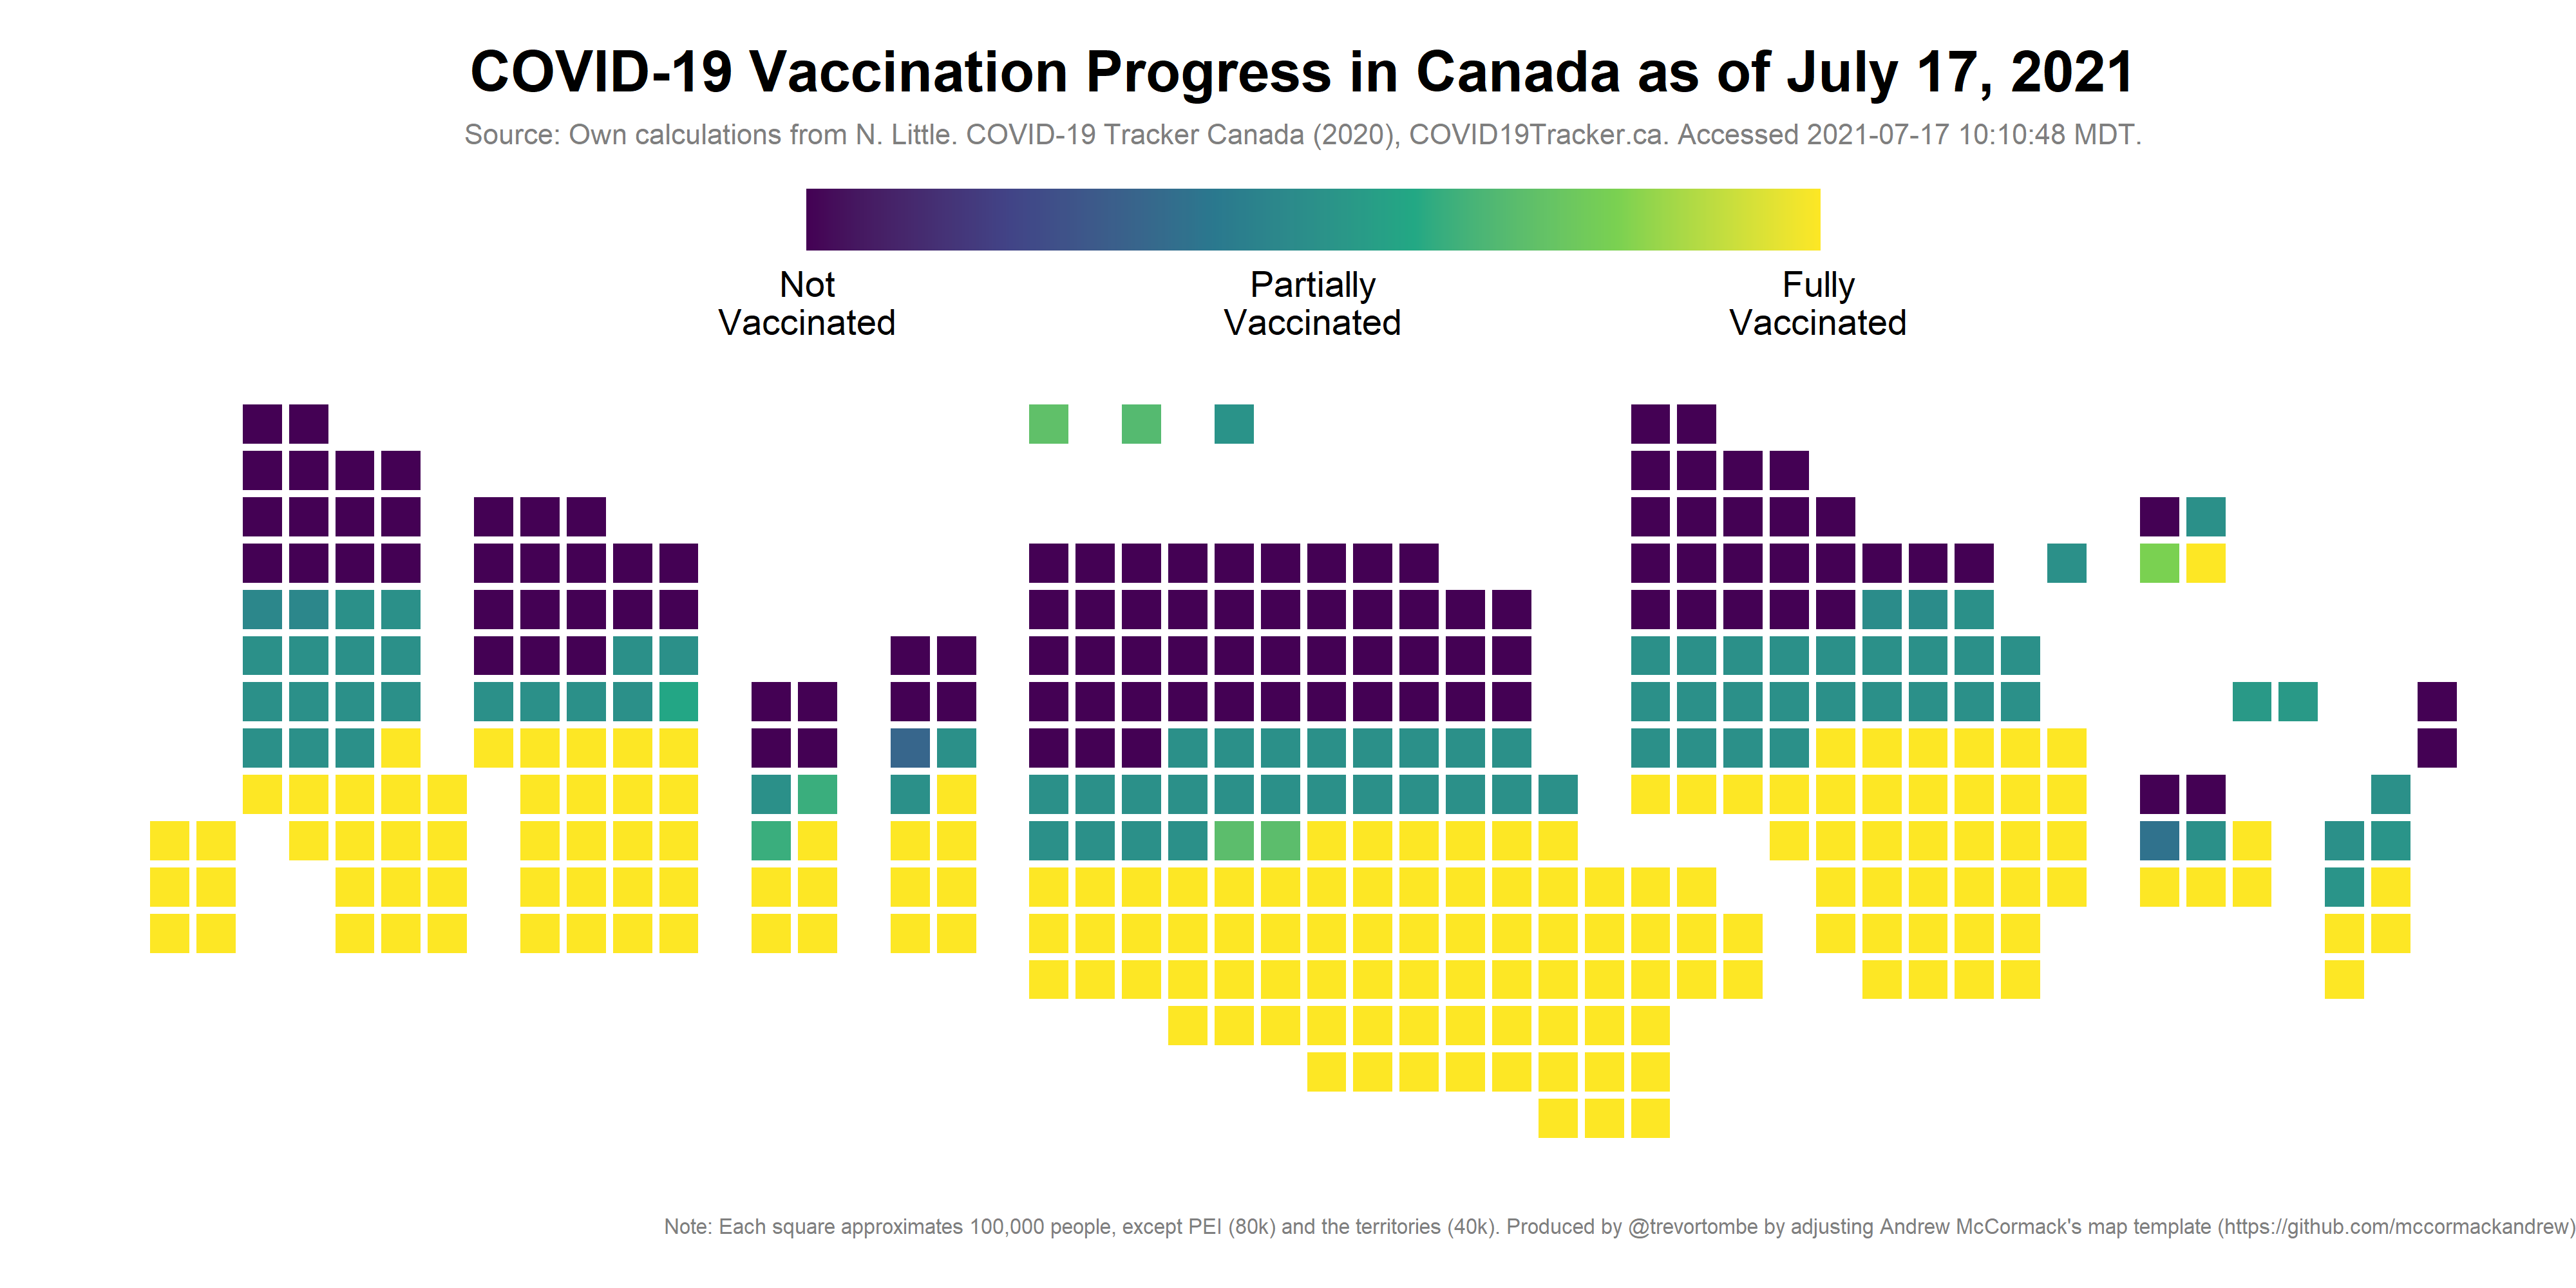 COVID-19 Vaccination Progress in Canada as of July 17, 2021
Source: Own calculations from N. Little. COVID-19 Tracker Canada (2020), COVID19Tracker.ca. Accessed 2021-07-17 10:10:48 MDT.
Not
Vaccinated
Partially
Vaccinated
Fully
Vaccinated
Note: Each square approximates 100,000 people, except PEI (80k) and the territories (40k). Produced by @trevortombe by adjusting Andrew McCormack's map template (https://github.com/mccormackandrew)